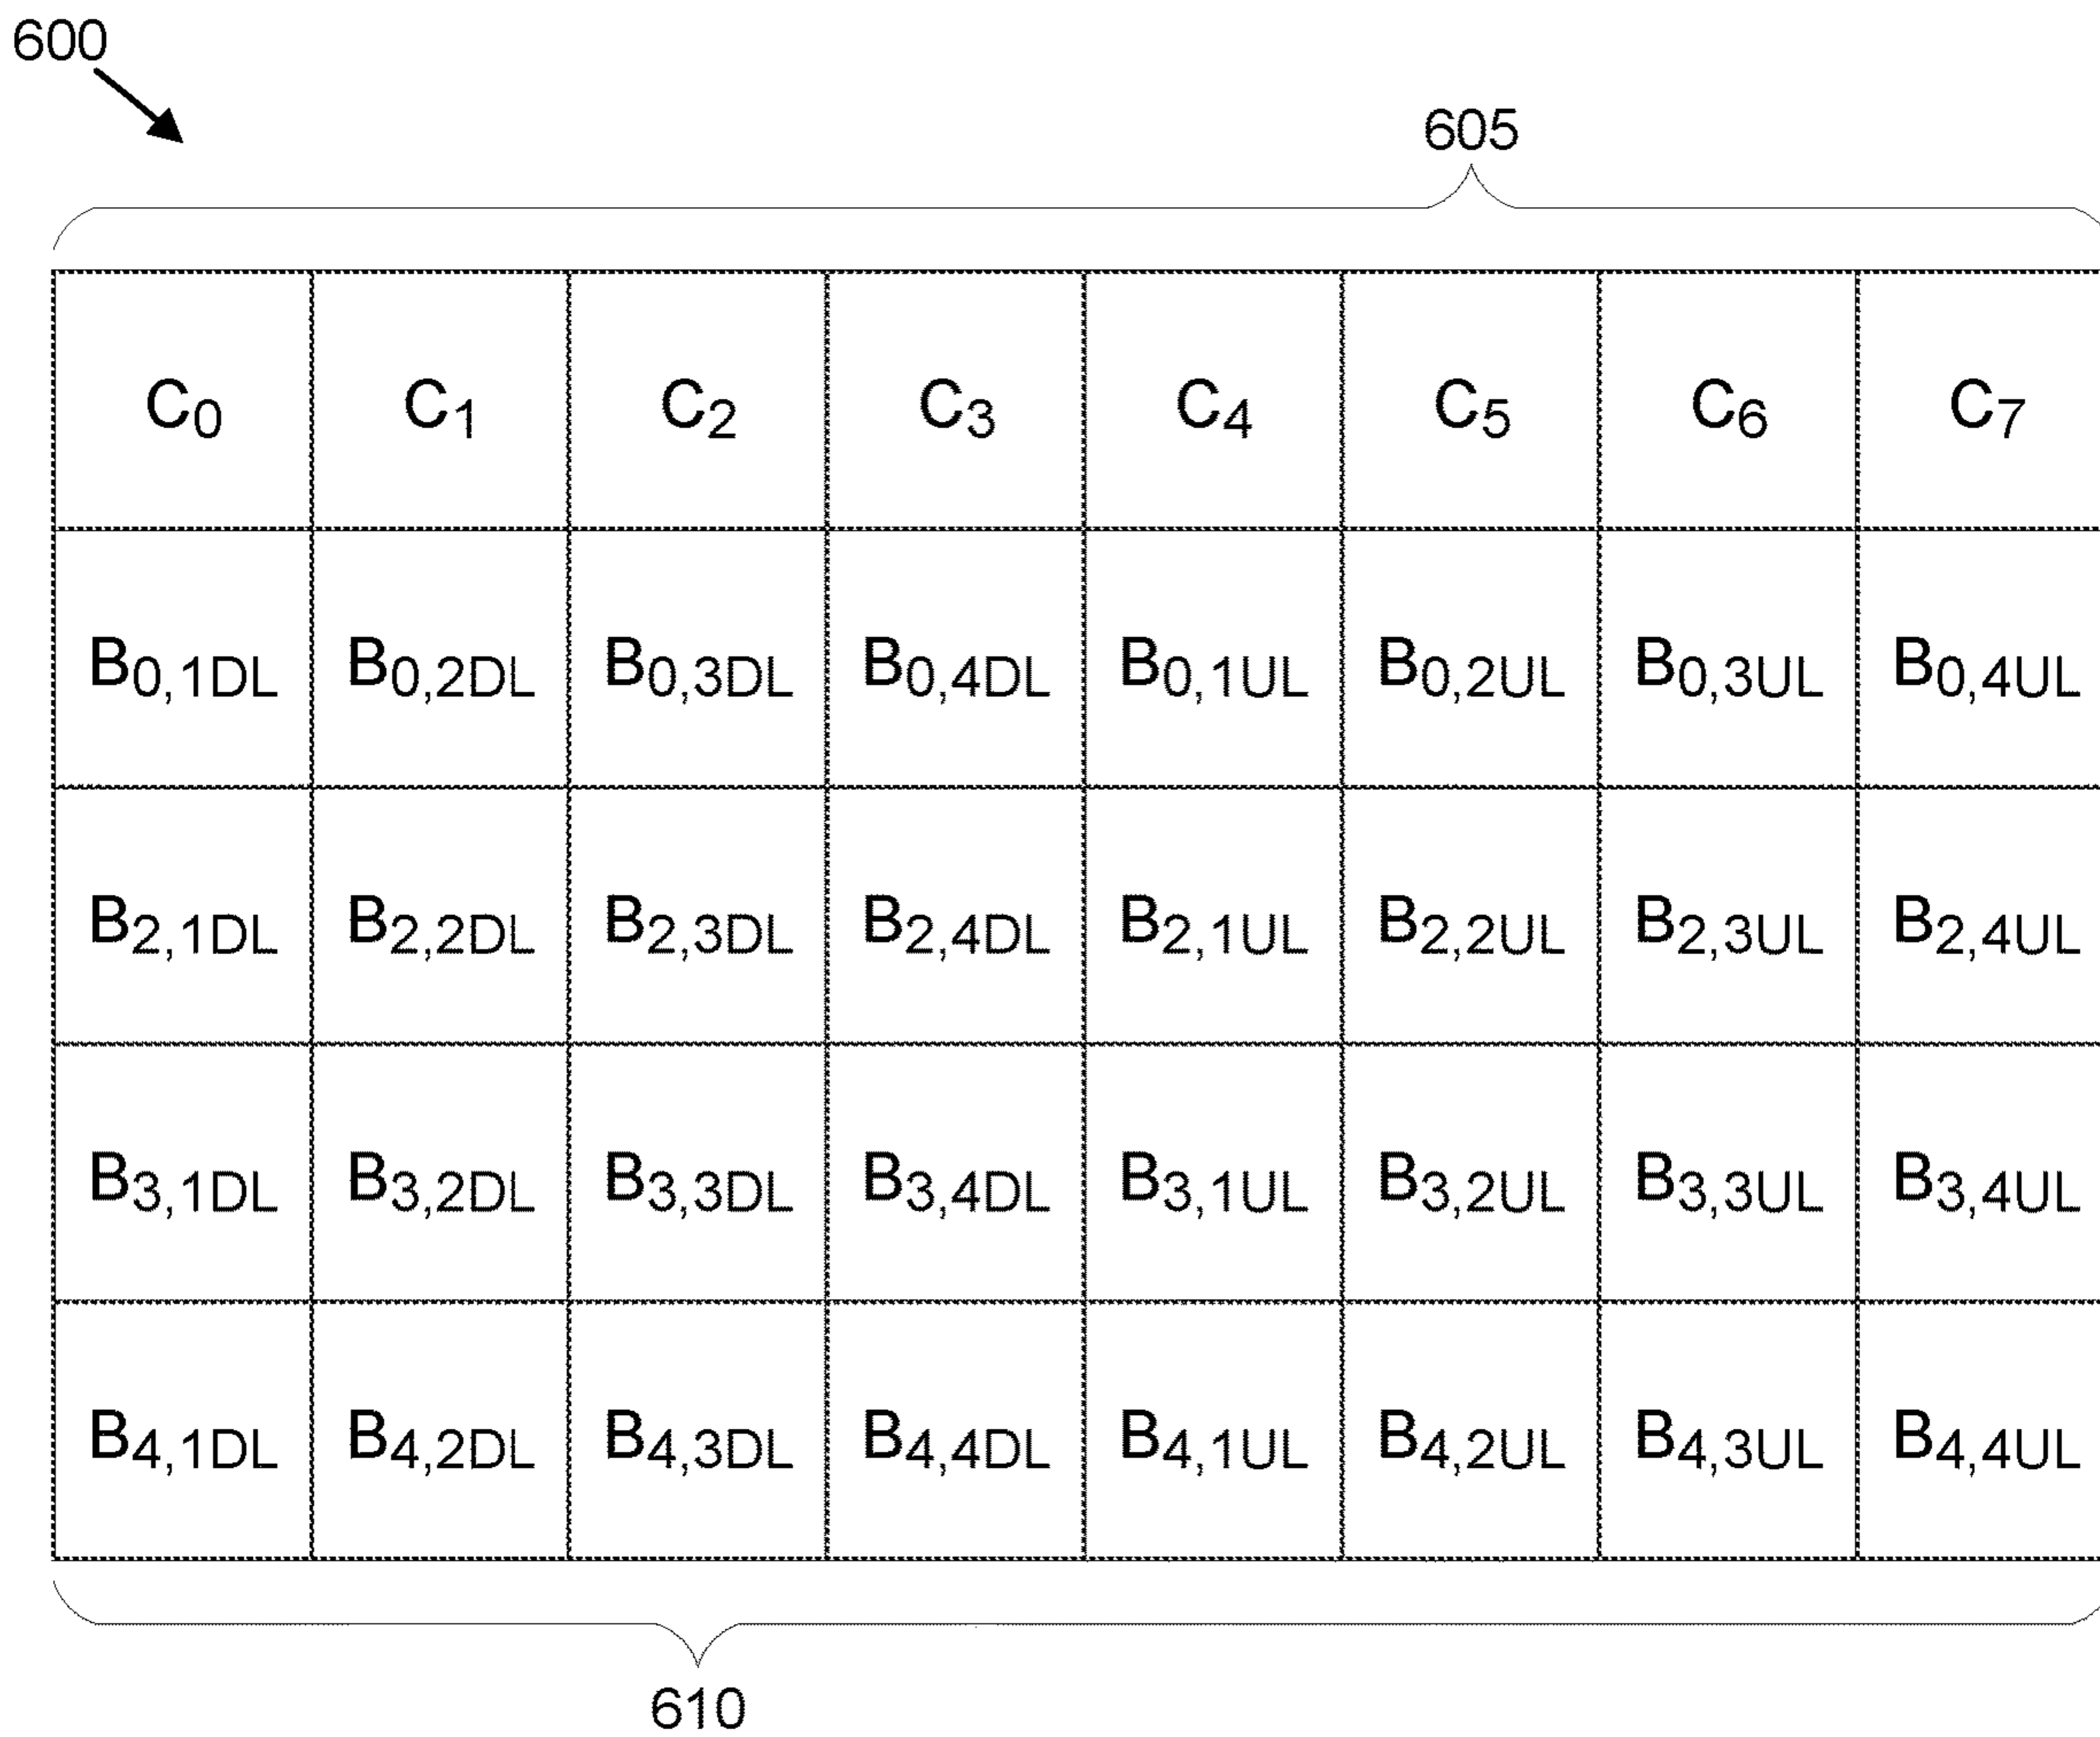 600
605
C0 C1 C2 C3 C4 C5 C6 C7
B0,1DL B0,2DL B0,3DL B0,4DL B0,1UL B0,2UL B0,3UL B0,4UL
B2,1DL B2,2DL B2,3DL B2,4DL B2,1UL B2,2UL B2,3UL B2,4UL
B3,1DL B3,2DL B3,3DL B3,4DL B3,1UL B3,2UL B3,3UL B3,4UL
B4,1DL B4,2DL B4,3DL B4,4DL B4,1UL B4,2UL B4,3UL B4,4UL
610